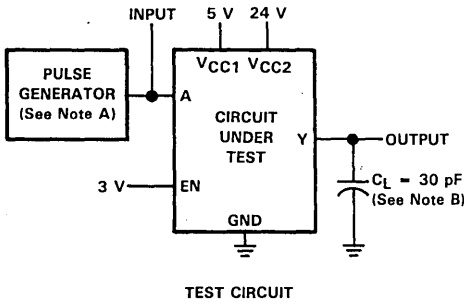 INPUT
5 V 24 V
VCC1 VCC2
PULSE
GENERATOR
(See Note A)
A
CIRCUIT
UNDER
TEST
Y
OUTPUT
CL = 30 pF
(See Note B)
3 V
EN
GND
TEST CIRCUIT